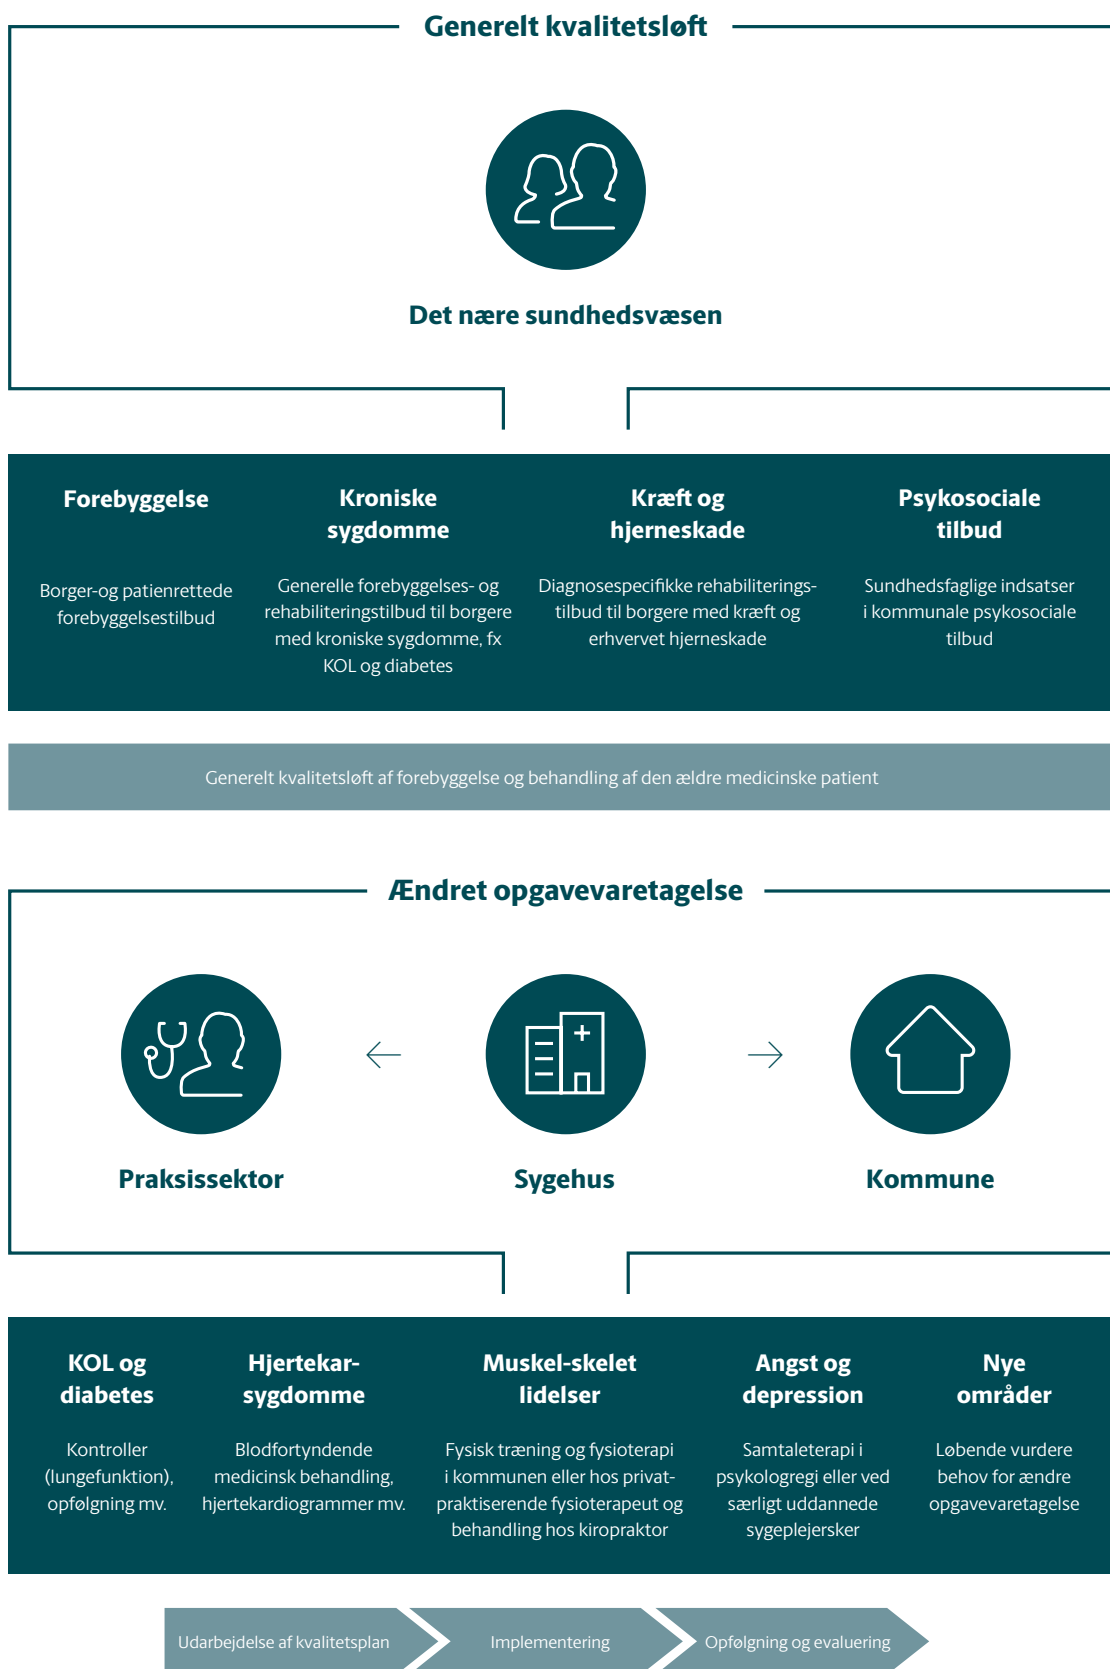 Generelt kvalitetsløft
Det nære sundhedsvæsen
Forebyggelse
Borger-og patienrettede
forebyggelsestilbud
Kroniske
sygdomme
Generelle forebyggelses- og
rehabiliteringstilbud til borgere
med kroniske sygdomme, fx
KOL og diabetes
Kræft og
hjerneskade
Diagnosespecifikke rehabiliterings-
tilbud til borgere med kræft og
erhvervet hjerneskade
Psykosociale
tilbud
Sundhedsfaglige indsatser
i kommunale psykosociale
tilbud
Generelt kvalitetsløft af forebyggelse og behandling af den ældre medicinske patient
Ændret opgavevaretagelse
Praksissektor
Sygehus
Kommune
KOL og
diabetes
Kontroller
(lungefunktion),
opfølgning mv.
Hjertekar-
sygdomme
Blodfortyndende
medicinsk behandling,
hjertekardiogrammer mv.
Muskel-skelet
lidelser
Fysisk træning og fysioterapi
i kommunen eller hos privat-
praktiserende fysioterapeut og
behandling hos kiropraktor
Angst og
depression
Samtaleterapi i
psykologregi eller ved
særligt uddannede
sygeplejersker
Nye
områder
Løbende vurdere
behov for ændre
opgavevaretagelse
Udarbejdelse af kvalitetsplan
Implementering
Opfølgning og evaluering